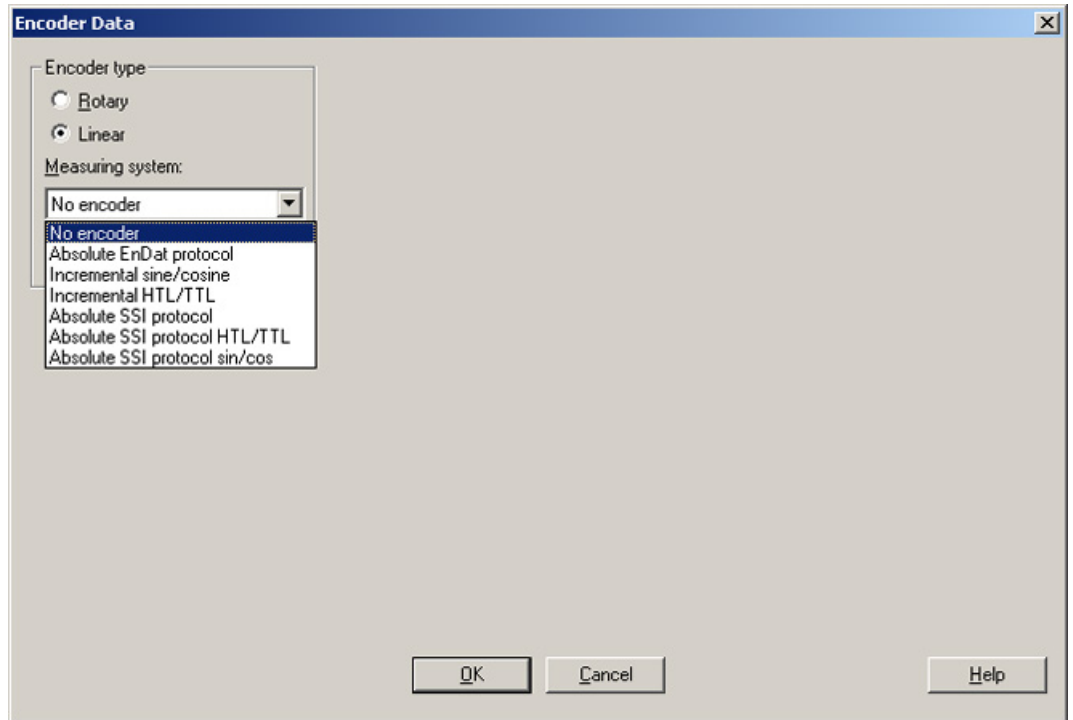 Encoder Data
Encoder type
Rotary
Linear
Measuring system:
No encoder
No encoder
Absolute EnDat protocol
Incremental sine/cosine
Incremental HTL/TTL
Absolute SSI protocol
Absolute SSI protocol HTL/TTL
Absolute SSI protocol sin/cos
OK
Cancel
Help